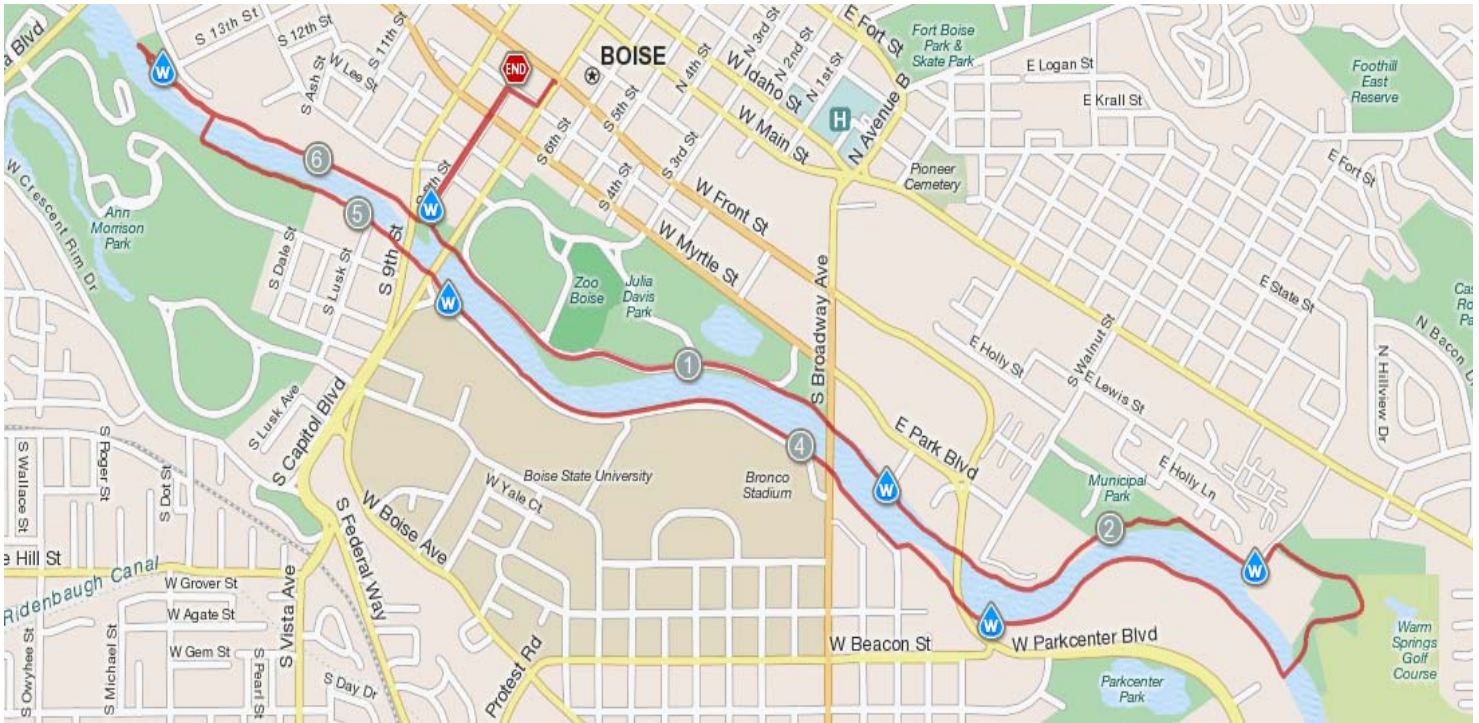 a Blvd
S 13th St
S 12th St
S 11th St
S Ash St
W Lee St
END
BOISE
N 4th St
N 3rd St
N 2nd St
N 1st St
W Idaho St
E Fort St
Fort Boise
Park &
Skate Park
E Logan St
E Krall St
Foothill
East
Reserve
W
H
N Avenue B
W Main St
S 6th St
S 5th St
S 4th St
S 3rd St
Pioneer
Cemetery
E Fort St
W Crescent Rim Dr
Ann
Morrison
Park
6
5
S 8th St
W
W Front St
W Myrtle St
S Dale St
S Lusk St
S 9th St
W
Zoo
Boise
Julia
Davis
Park
S Broadway Ave
E State St
N Bacon
N Hillview Dr
S Walnut St
E Holly St
E Lewis St
1
S Lusk Ave
S Capitol Blvd
E Park Blvd
4
S Wallace St
S Roger St
S Dot St
Boise State University
W Yale Ct
Bronco
Stadium
W
Municipal
Park
E Holly Ln
2
W Boise Ave
S Federal Way
e Hill St
Ridenbaugh Canal
W Grover St
W Agate St
W Gem St
S Vista Ave
W
W
W Beacon St
W Parkcenter Blvd
Warm
Springs
Golf
Course
S Owyhee St
S Michael St
S Pearl St
S Day Dr
Protest Rd
Parkcenter
Park